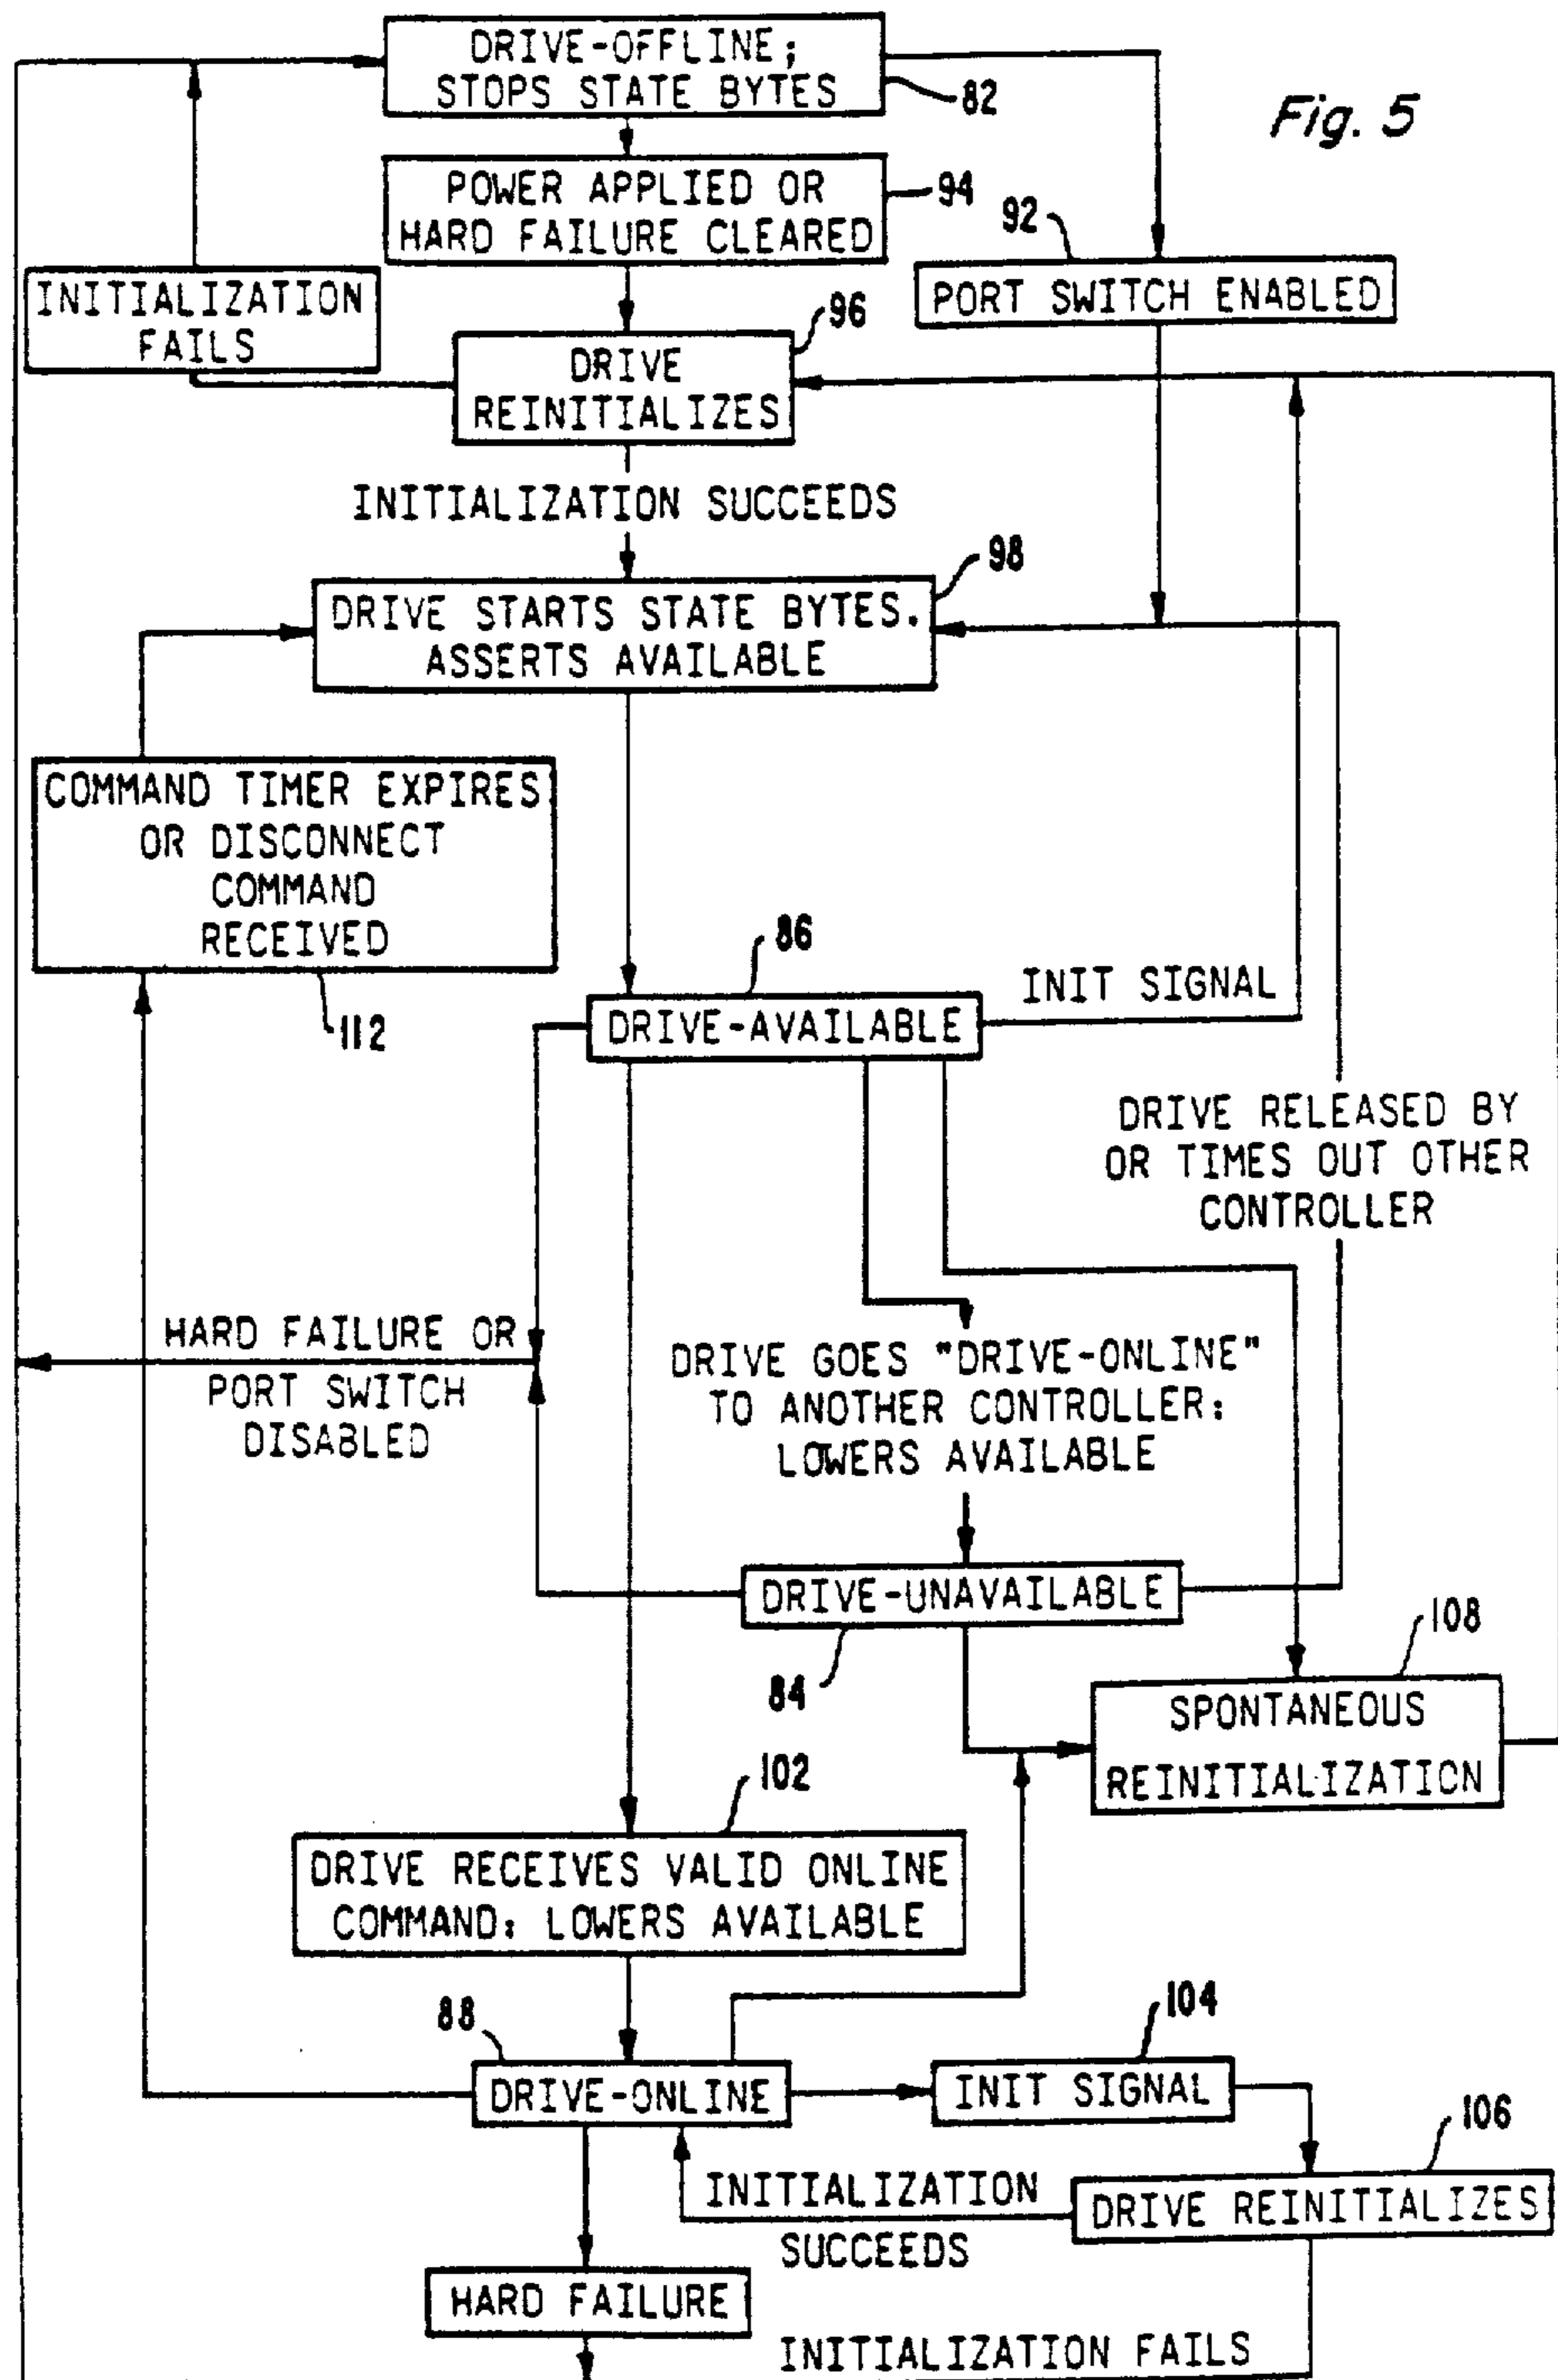 DRIVE-OFFLINE;
STOPS STATE BYTES
82
Fig. 5
POWER APPLIED OR
HARD FAILURE CLEARED
94
92
INITIALIZATION
FAILS
PORT SWITCH ENABLED
96
DRIVE
REINITIALIZES
INITIALIZATION SUCCEEDS
98
DRIVE STARTS STATE BYTES.
ASSERTS AVAILABLE
COMMAND TIMER EXPIRES
OR DISCONNECT
COMMAND
RECEIVED
112
86
DRIVE-AVAILABLE
INIT SIGNAL
DRIVE RELEASED BY
OR TIMES OUT OTHER
CONTROLLER
HARD FAILURE OR
PORT SWITCH
DISABLED
DRIVE GOES "DRIVE-ONLINE"
TO ANOTHER CONTROLLER:
LOWERS AVAILABLE
DRIVE-UNAVAILABLE
84
108
SPONTANEOUS
REINITIALIZATION
102
DRIVE RECEIVES VALID ONLINE
COMMAND: LOWERS AVAILABLE
88
DRIVE-ONLINE
104
INIT SIGNAL
106
DRIVE REINITIALIZES
INITIALIZATION
SUCCEEDS
HARD FAILURE
INITIALIZATION FAILS